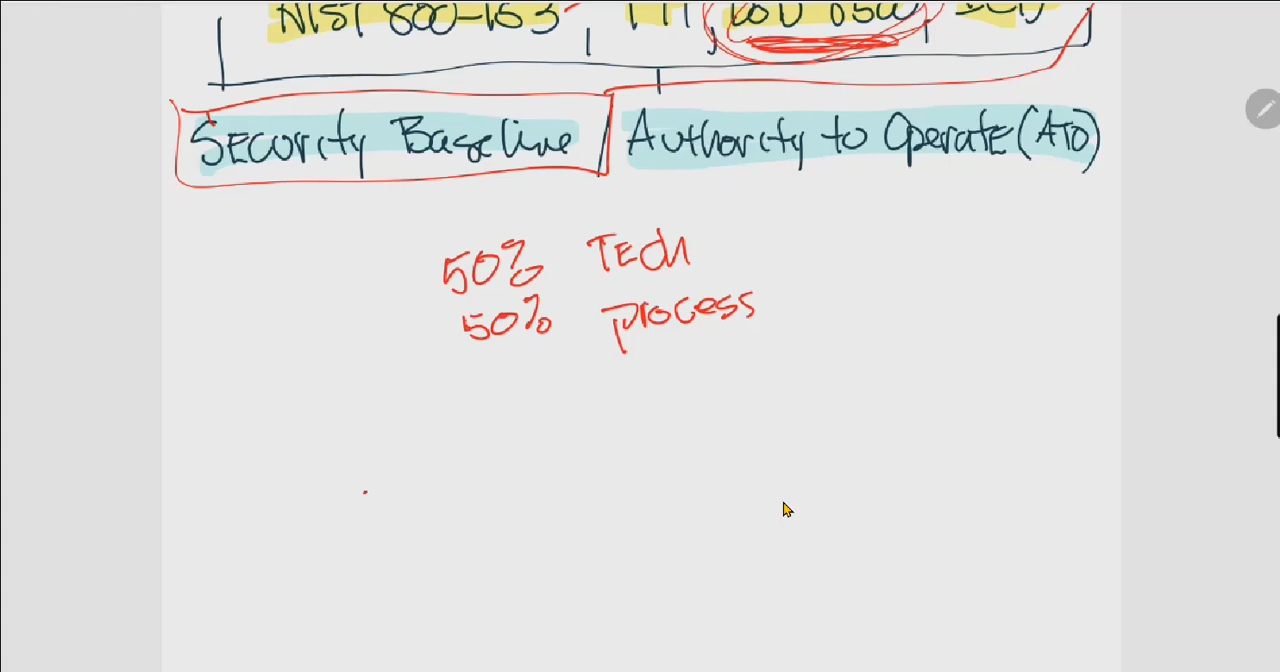 NIST 800-153
Security Baseline / Authority to Operate (ATO)
50% Tech
50% process